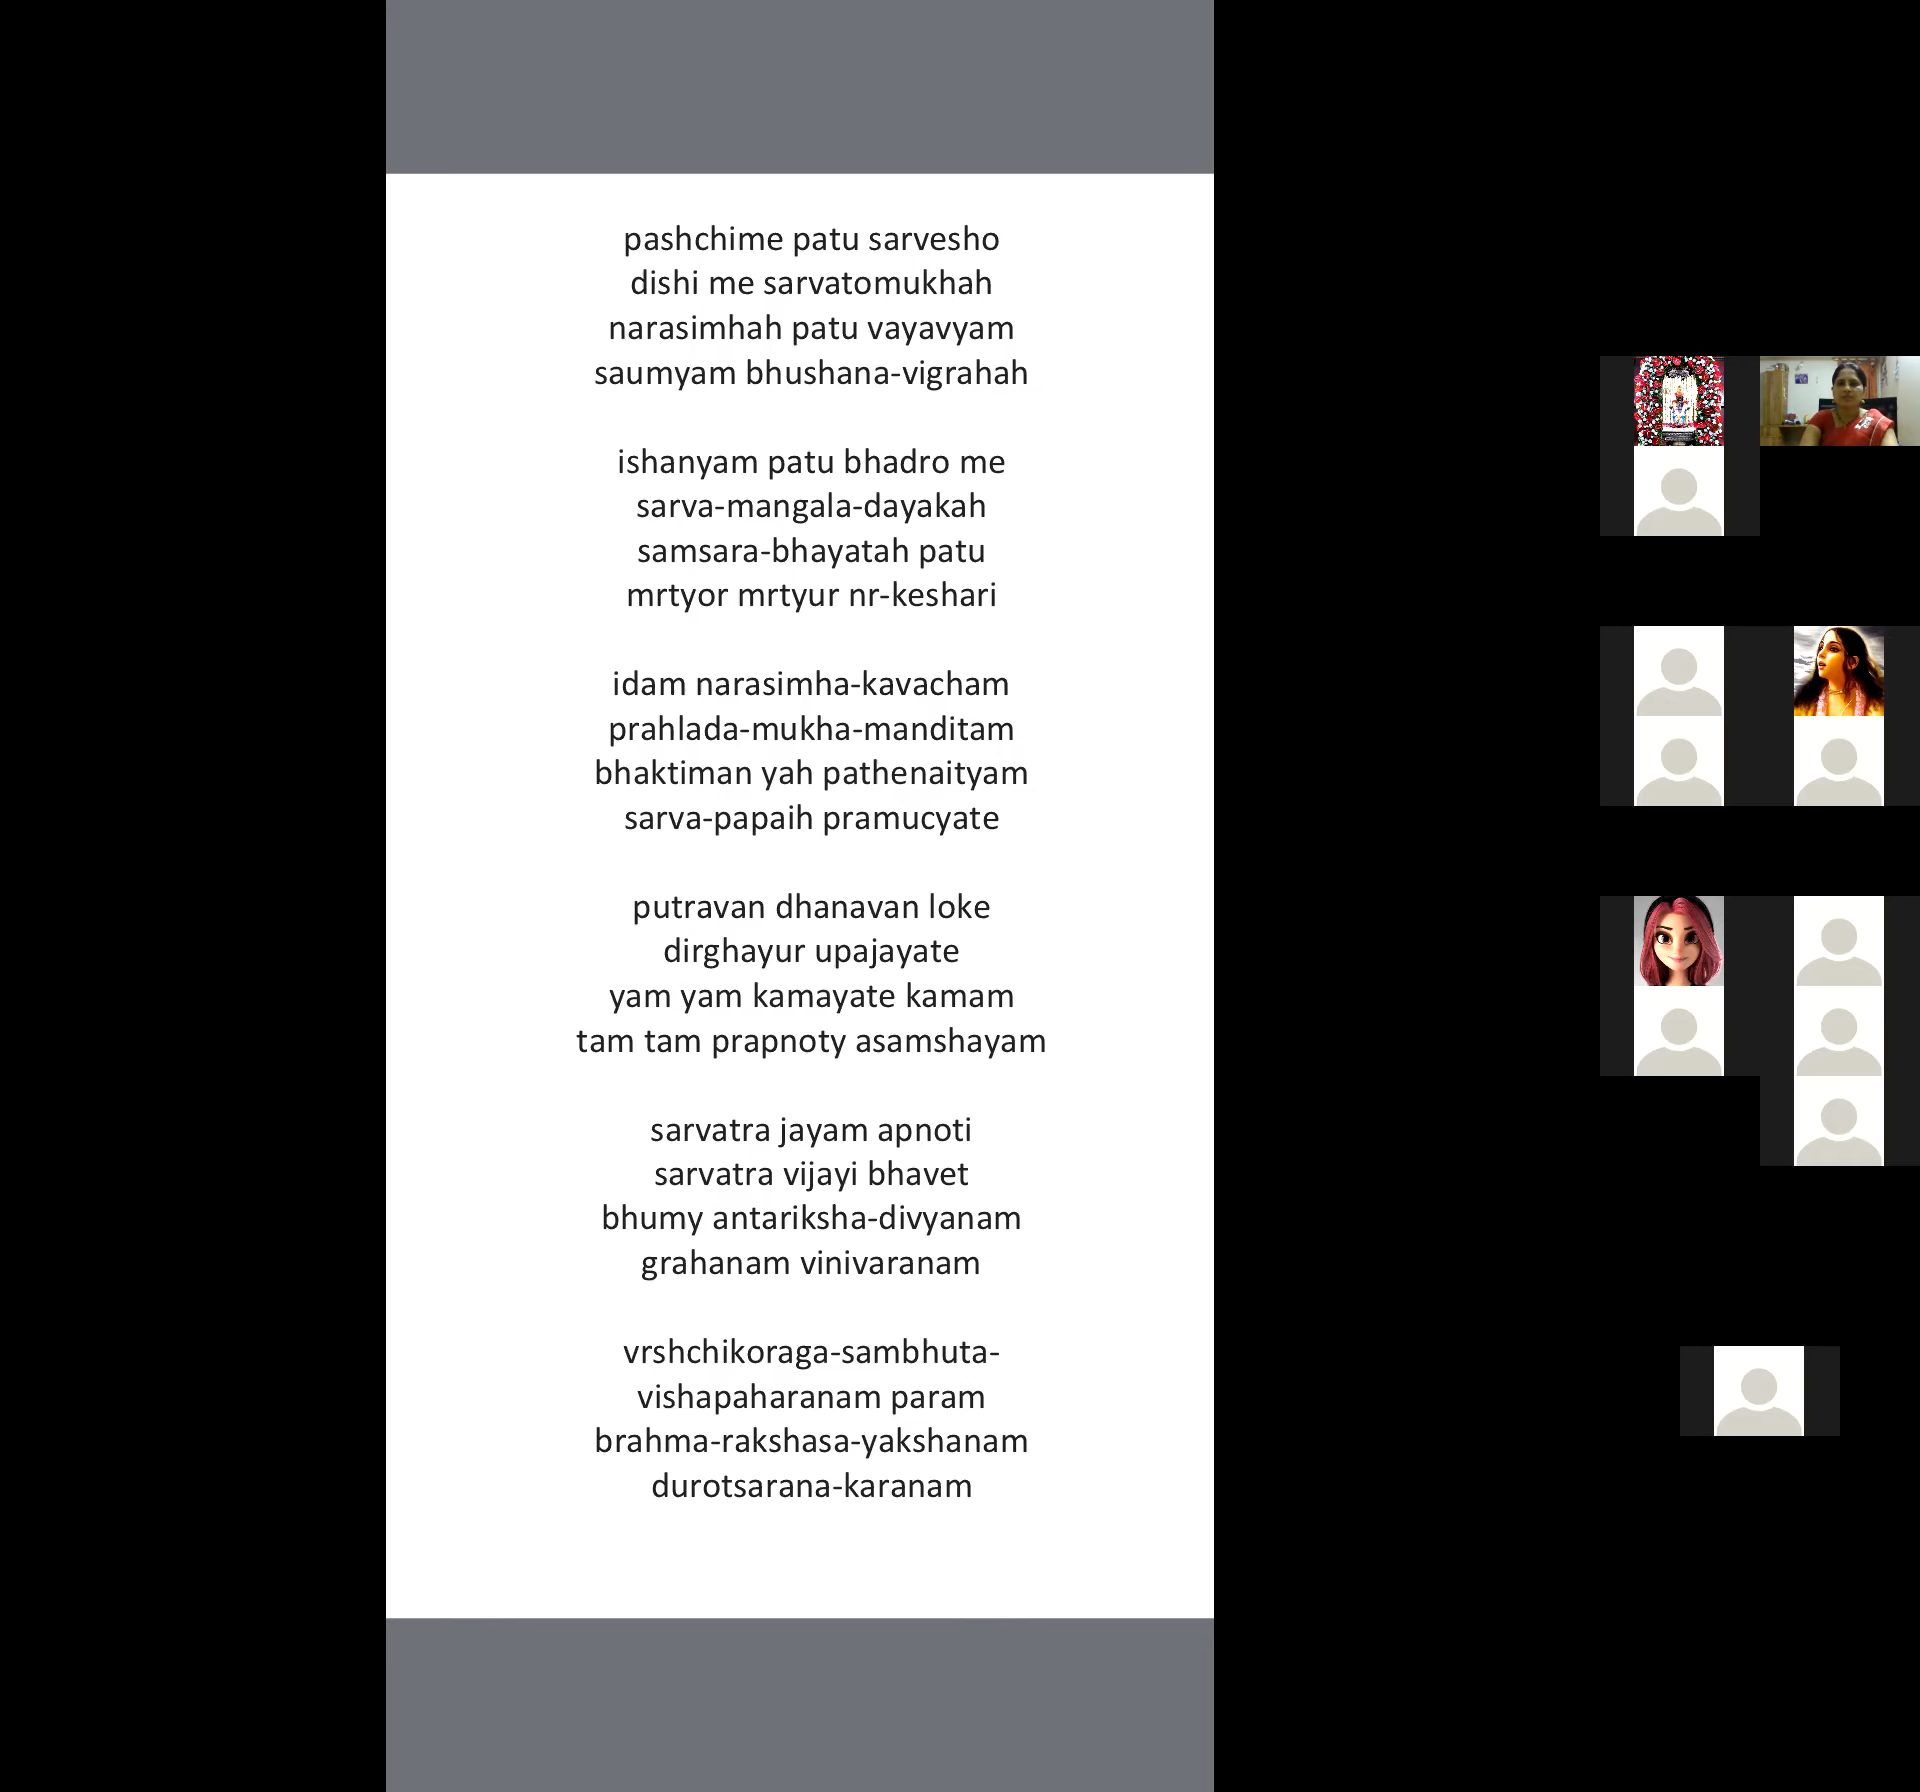 pashchime patu sarvesho
dishi me sarvatomukhah
narasimhah patu vayavyam
saumyam bhushana-vigrahah
ishanyam patu bhadro me
sarva-mangala-dayakah
samsara-bhayatah patu
mrtyor mrtyur nr-keshari
idam narasimha-kavacham
prahlada-mukha-manditam
bhaktiman yah pathenaityam
sarva-papaih pramucyate
putravan dhanavan loke
dirghayur upajayate
yam yam kamayate kamam
tam tam prapnoty asamshayam
sarvatra jayam apnoti
sarvatra vijayi bhavet
bhumy antariksha-divyanam
grahanam vinivaranam
vrshchikoraga-sambhuta-
vishapaharanam param
brahma-rakshasa-yakshanam
durotsarana-karanam